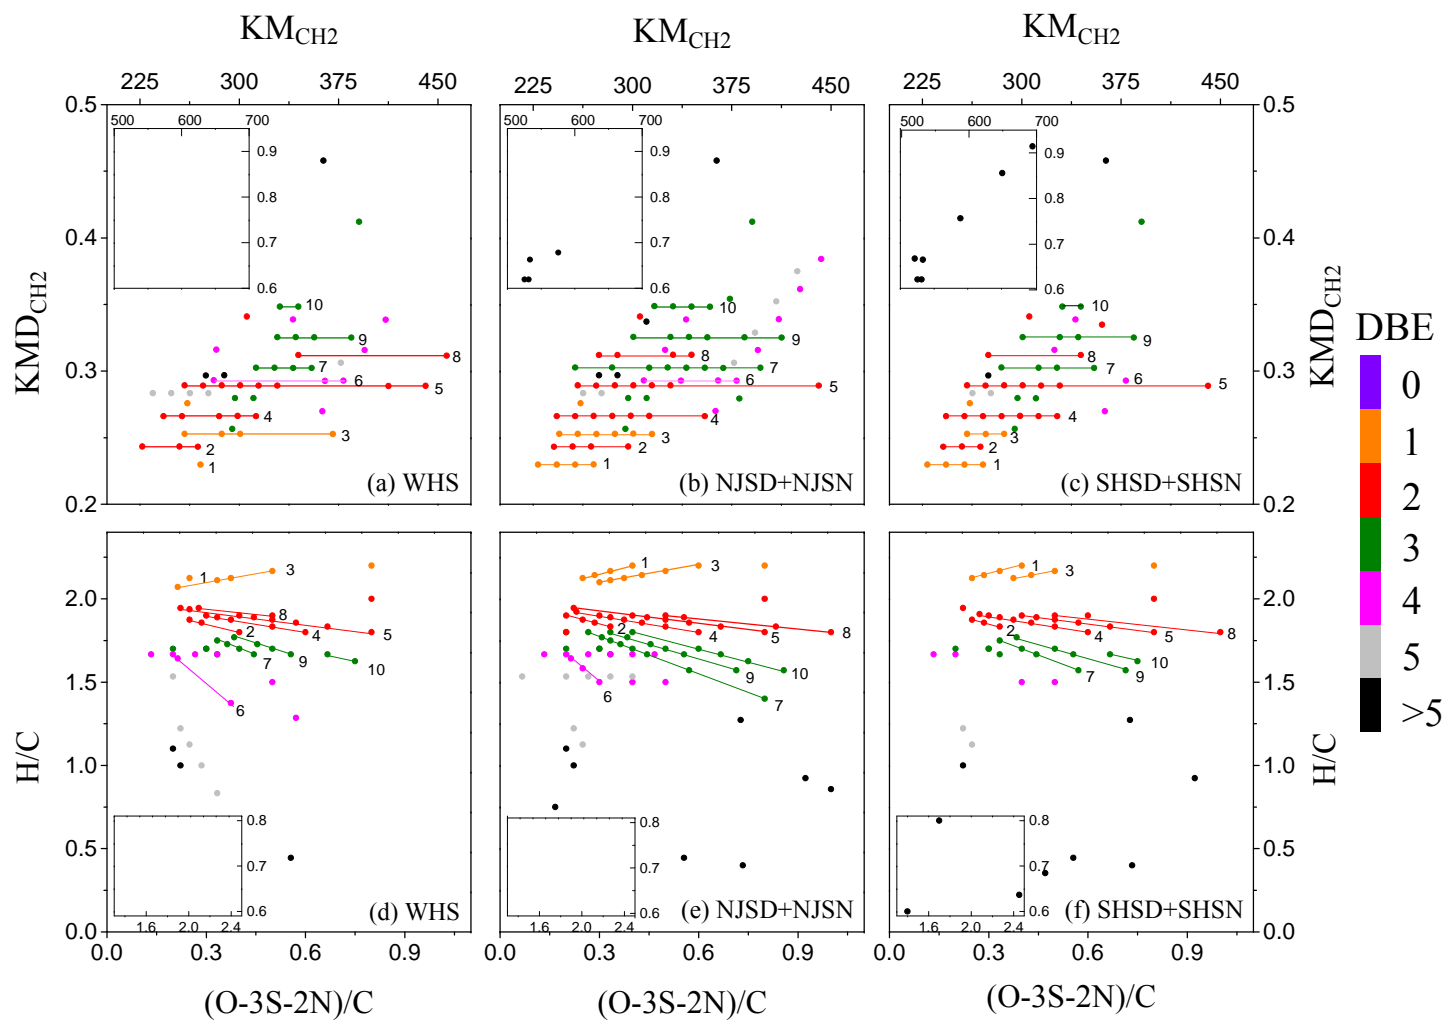 KM_CH2 KM_CH2 KM_CH2
225 300 375 450 225 300 375 450 225 300 375 450
0.5 0.5
500 600 700 500 600 700 500 600 700
0.9 0.9 0.9
0.8 0.8 0.8
0.7 0.7 0.7
0.6 0.6 0.6
0.4 0.4
0.3 0.3
0.2 0.2
KMD_CH2 KMD_CH2
10 9 8 7 6 5 4 3 2 1
(a) WHS
10 9 8 7 6 5 4 3 2 1
(b) NJSD+NJSN
10 9 8 7 6 5 4 3 2 1
(c) SHSD+SHSN
DBE
0
1
2
3
4
5
>5
2.0 2.0
1.5 1.5
1.0 1.0
0.5 0.5
0.0 0.0
H/C H/C
1 3 8 2 4 5 7 9 10 6
0.8
0.7
0.6
1.6 2.0 2.4
(d) WHS
1 3 2 4 5 8 6 9 10 7
0.8
0.7
0.6
1.6 2.0 2.4
(e) NJSD+NJSN
1 3 2 4 5 8 7 9 10
0.8
0.7
0.6
1.6 2.0 2.4
(f) SHSD+SHSN
0.0 0.3 0.6 0.9 0.0 0.3 0.6 0.9 0.3 0.6 0.9
(O-3S-2N)/C (O-3S-2N)/C (O-3S-2N)/C